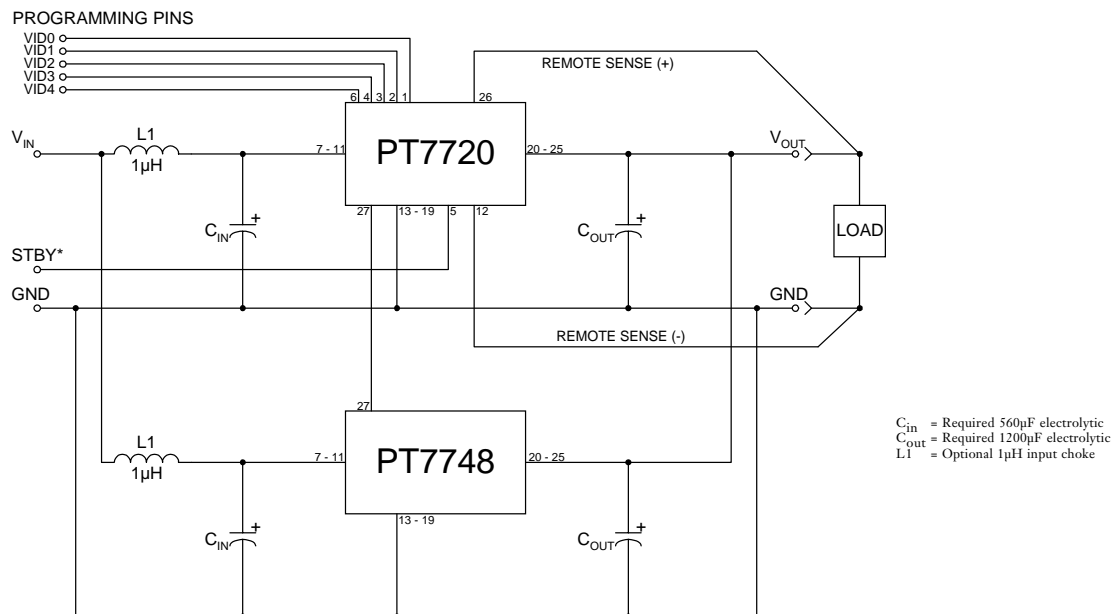 PROGRAMMING PINS
VID0
VID1
VID2
VID3
VID4
6 4 3 2 1
26
REMOTE SENSE (+)
VIN
L1
1µH
7 - 11
PT7720
20 - 25
VOUT
CIN
+
27
13 - 19
5
12
COUT
+
LOAD
STBY*
GND
GND
REMOTE SENSE (-)
27
L1
1µH
7 - 11
PT7748
20 - 25
13 - 19
CIN
+
COUT
+
Cin = Required 560µF electrolytic
Cout = Required 1200µF electrolytic
L1 = Optional 1µH input choke